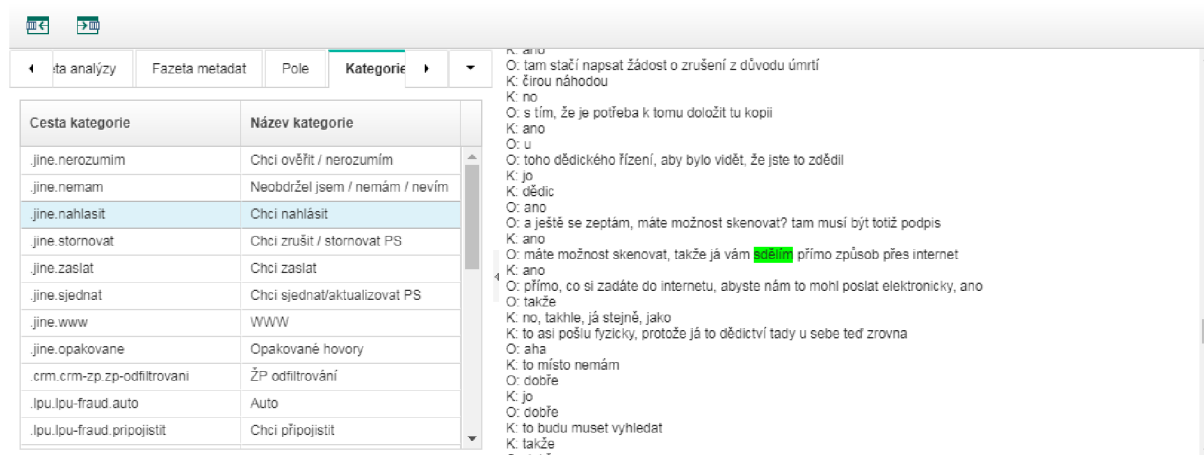 ta analýzy Fazeta metadat Pole Kategorie
Cesta kategorie Název kategorie
.jine.nerozumim Chci ověřit / nerozumím
.jine.nemam Neobdržel jsem / nemám / nevím
.jine.nahlasit Chci nahlásit
.jine.stornovat Chci zrušit / stornovat PS
.jine.zaslat Chci zaslat
.jine.sjednat Chci sjednat/aktualizovat PS
.jine.www WWW
.jine.opakovane Opakované hovory
.crm.crm-zp.zp-odfiltrovani ŽP odfiltrování
.lpu.lpu-fraud.auto Auto
.lpu.lpu-fraud.pripojistit Chci připojistit
K: ano
O: tam stačí napsat žádost o zrušení z důvodu úmrtí
K: čirou náhodou
K: no
O: s tím, že je potřeba k tomu doložit tu kopii
K: ano
O: u
O: toho dědického řízení, aby bylo vidět, že jste to zdědil
K: jo
K: dědic
O: ano
O: a ještě se zeptám, máte možnost skenovat? tam musí být totiž podpis
K: ano
O: máte možnost skenovat, takže já vám sdělím přímo způsob přes internet
K: ano
O: přímo, co si zadáte do internetu, abyste nám to mohl poslat elektronicky, ano
O: takže
K: no, takhle, já stejně, jako
K: to asi pošlu fyzicky, protože já to dědictví tady u sebe teď zrovna
O: aha
K: to místo nemám
O: dobře
K: jo
O: dobře
K: to budu muset vyhledat
K: takže